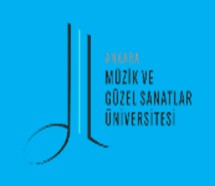 ANKARA
MÜZİK VE
GÜZEL SANATLAR
ÜNİVERSİTESİ